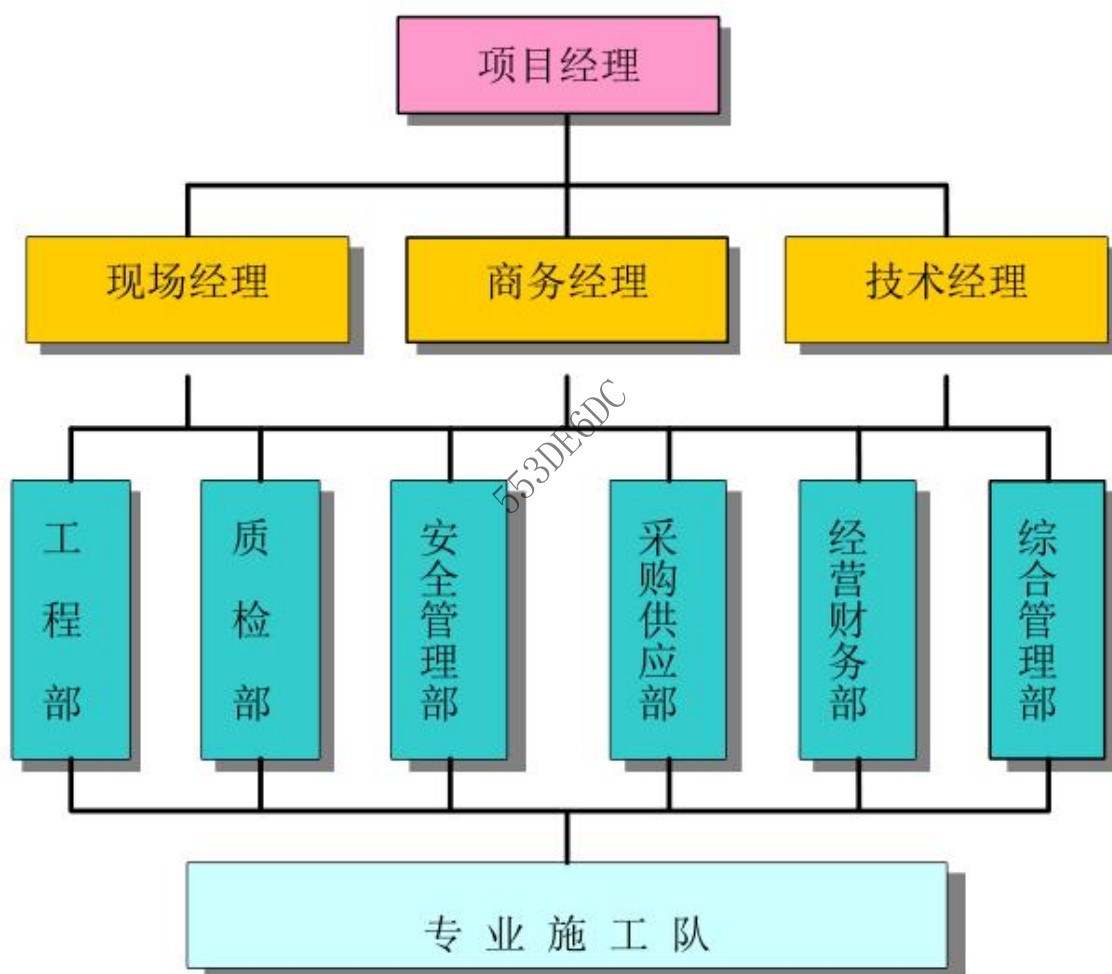 项目经理
现场经理
商务经理
技术经理
553DE6DC
工程部
质检部
安全管理部
采购供应部
经营财务部
综合管理部
专业施工队